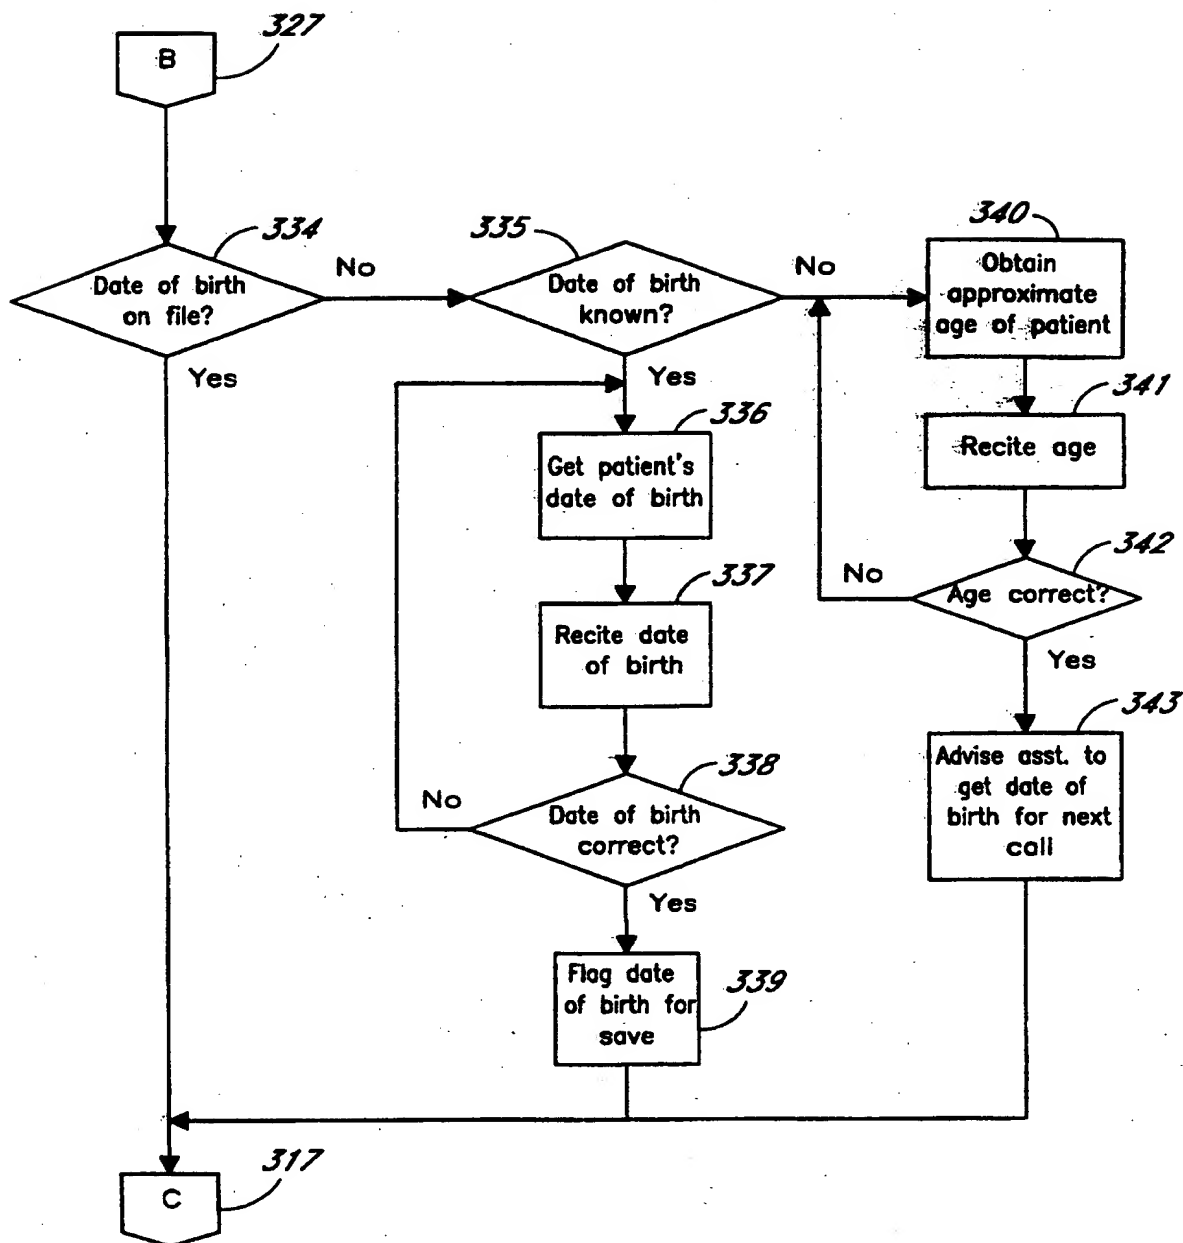 B
327
334
Date of birth
on file?
No
Yes
335
Date of birth
known?
No
Yes
340
Obtain
approximate
age of patient
341
Recite age
342
Age correct?
No
Yes
343
Advise asst. to
get date of
birth for next
call
336
Get patient's
date of birth
337
Recite date
of birth
338
Date of birth
correct?
No
Yes
Flag date
of birth for
save
339
C
317